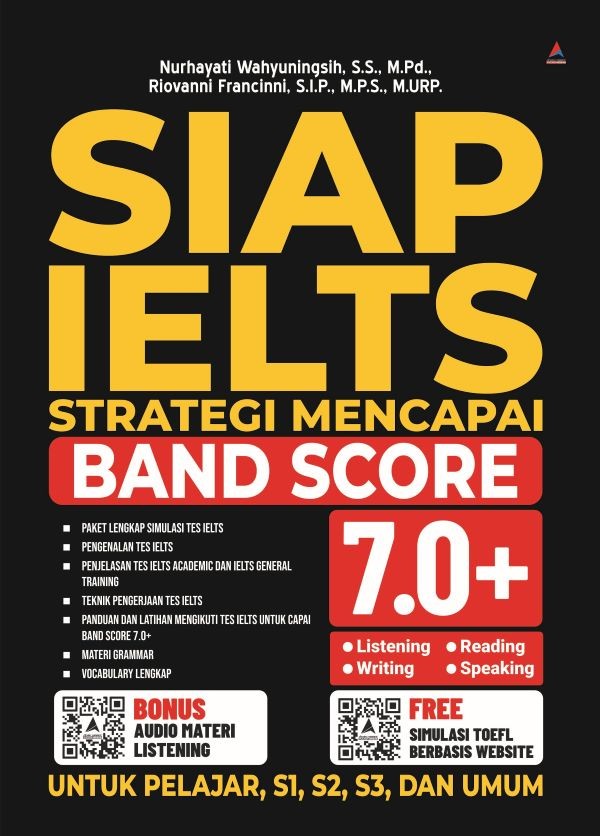 Nurhayati Wahyuningsih, S.S., M.Pd.,
Riovanni Francinni, S.I.P., M.P.S., M.URP.
SIAP
IELTS
STRATEGI MENCAPAI
BAND SCORE
7.0+
PAKET LENGKAP SIMULASI TES IELTS
PENGENALAN TES IELTS
PENJELASAN TES IELTS ACADEMIC DAN IELTS GENERAL
TRAINING
TEKNIK PENGERJAAN TES IELTS
PANDUAN DAN LATIHAN MENGIKUTI TES IELTS UNTUK CAPAI
BAND SCORE 7.0+
MATERI GRAMMAR
VOCABULARY LENGKAP
Listening
Reading
Writing
Speaking
BONUS
AUDIO MATERI
LISTENING
FREE
SIMULASI TOEFL
BERBASIS WEBSITE
UNTUK PELAJAR, S1, S2, S3, DAN UMUM